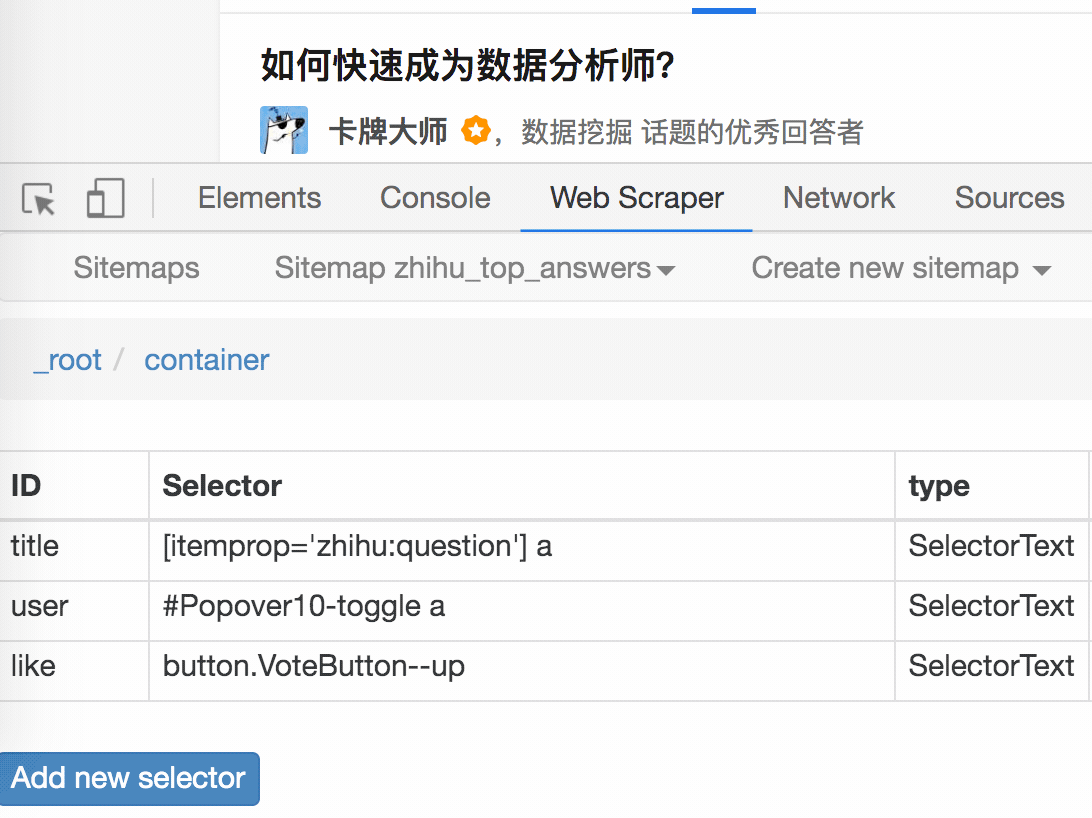 如何快速成为数据分析师?
卡牌大师 ，数据挖掘 话题的优秀回答者
Elements Console Web Scraper Network Sources
Sitemaps Sitemap zhihu_top_answers Create new sitemap
_root / container
ID Selector type
title [itemprop='zhihu:question'] a SelectorText
user #Popover10-toggle a SelectorText
like button.VoteButton--up SelectorText
Add new selector